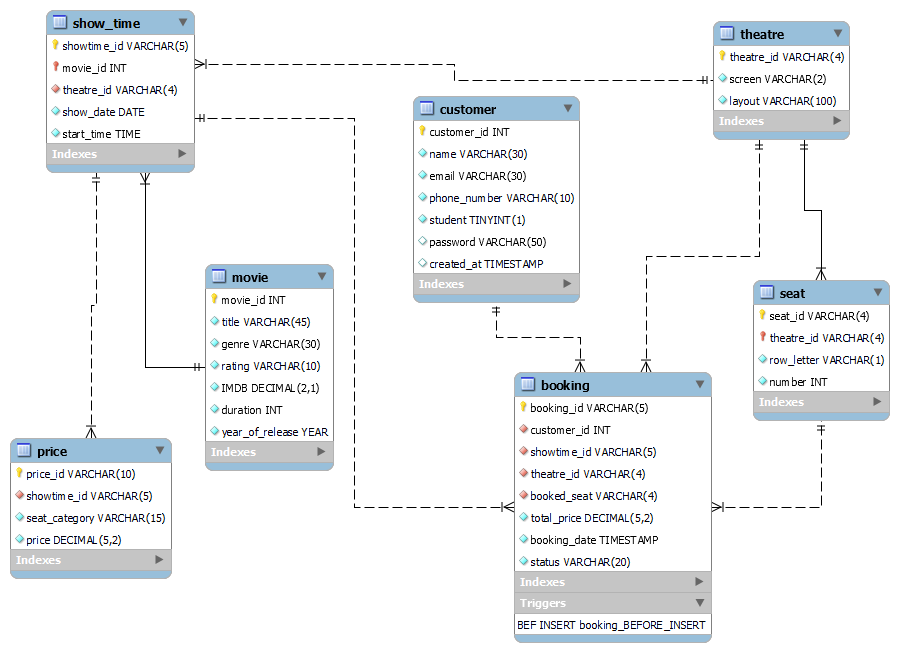 show_time
showtime_id VARCHAR(5)
movie_id INT
theatre_id VARCHAR(4)
show_date DATE
start_time TIME
Indexes
theatre
theatre_id VARCHAR(4)
screen VARCHAR(2)
layout VARCHAR(100)
Indexes
customer
customer_id INT
name VARCHAR(30)
email VARCHAR(30)
phone_number VARCHAR(10)
student TINYINT(1)
password VARCHAR(50)
created_at TIMESTAMP
Indexes
movie
movie_id INT
title VARCHAR(45)
genre VARCHAR(30)
rating VARCHAR(10)
IMDB DECIMAL(2,1)
duration INT
year_of_release YEAR
Indexes
seat
seat_id VARCHAR(4)
theatre_id VARCHAR(4)
row_letter VARCHAR(1)
number INT
Indexes
price
price_id VARCHAR(10)
showtime_id VARCHAR(5)
seat_category VARCHAR(15)
price DECIMAL(5,2)
Indexes
booking
booking_id VARCHAR(5)
customer_id INT
showtime_id VARCHAR(5)
theatre_id VARCHAR(4)
booked_seat VARCHAR(4)
total_price DECIMAL(5,2)
booking_date TIMESTAMP
status VARCHAR(20)
Indexes
Triggers
BEF INSERT booking_BEFORE_INSERT